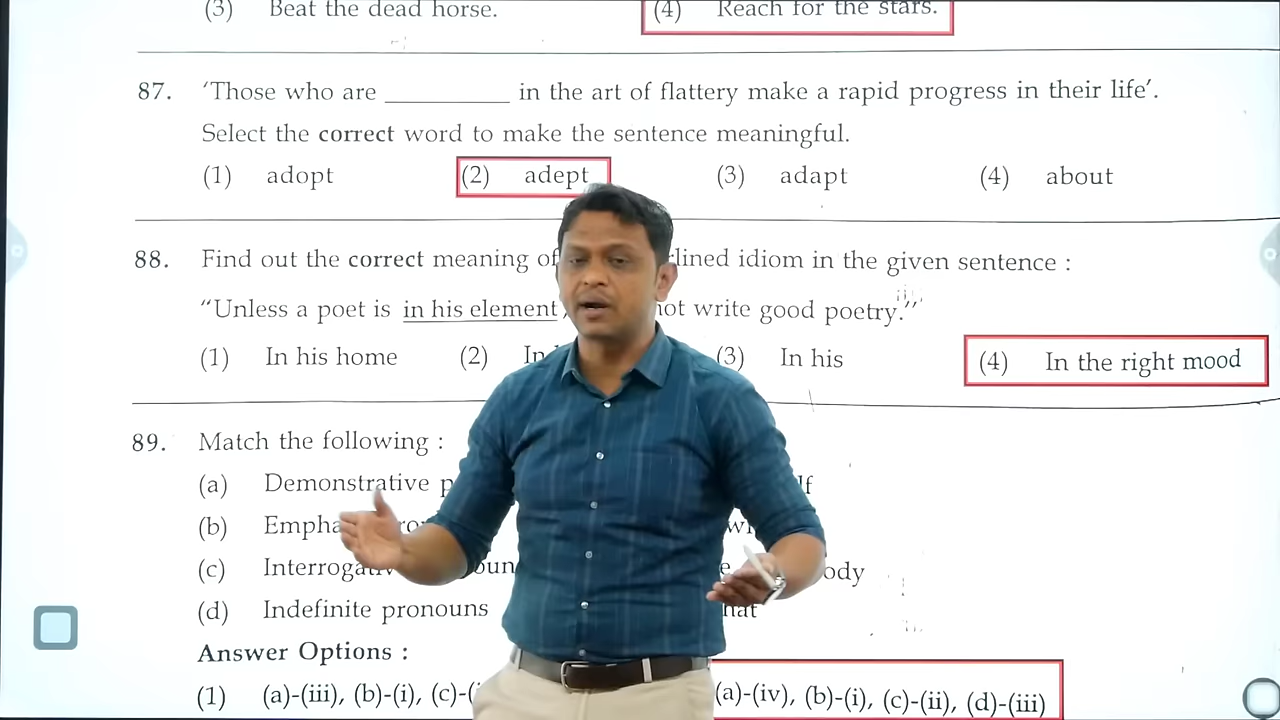 (3) Beat the dead horse. (4) Reach for the stars.
87. ‘Those who are __________ in the art of flattery make a rapid progress in their life’.
Select the correct word to make the sentence meaningful.
(1) adopt (2) adept (3) adapt (4) about
88. Find out the correct meaning of idiom in the given sentence :
“Unless a poet is in his element, not write good poetry.”
(1) In his home (2) (3) In his (4) In the right mood
89. Match the following :
(a) Demonstrative
(b)
(c)
(d) Indefinite pronouns
Answer Options :
(1) (a)-(iii), (b)-(i), (a)-(iv), (b)-(i), (c)-(ii), (d)-(iii)